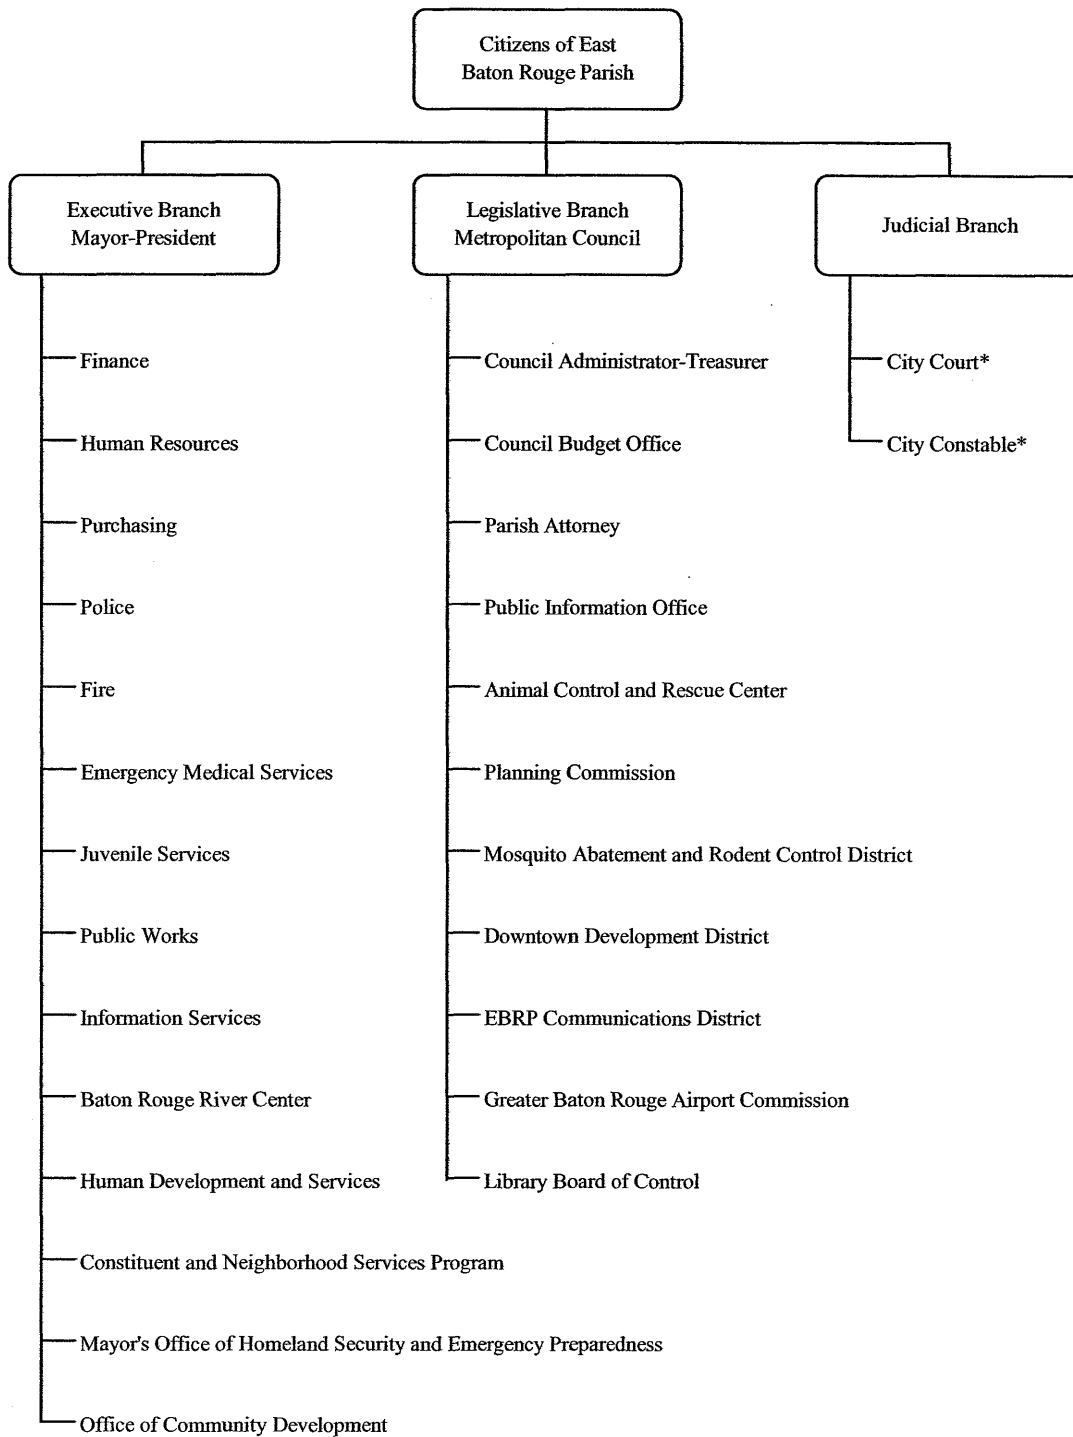 Citizens of East
Baton Rouge Parish
Executive Branch
Mayor-President
Legislative Branch
Metropolitan Council
Judicial Branch
Finance
Human Resources
Purchasing
Police
Fire
Emergency Medical Services
Juvenile Services
Public Works
Information Services
Baton Rouge River Center
Human Development and Services
Constituent and Neighborhood Services Program
Mayor's Office of Homeland Security and Emergency Preparedness
Office of Community Development
Council Administrator-Treasurer
Council Budget Office
Parish Attorney
Public Information Office
Animal Control and Rescue Center
Planning Commission
Mosquito Abatement and Rodent Control District
Downtown Development District
EBRP Communications District
Greater Baton Rouge Airport Commission
Library Board of Control
City Court*
City Constable*